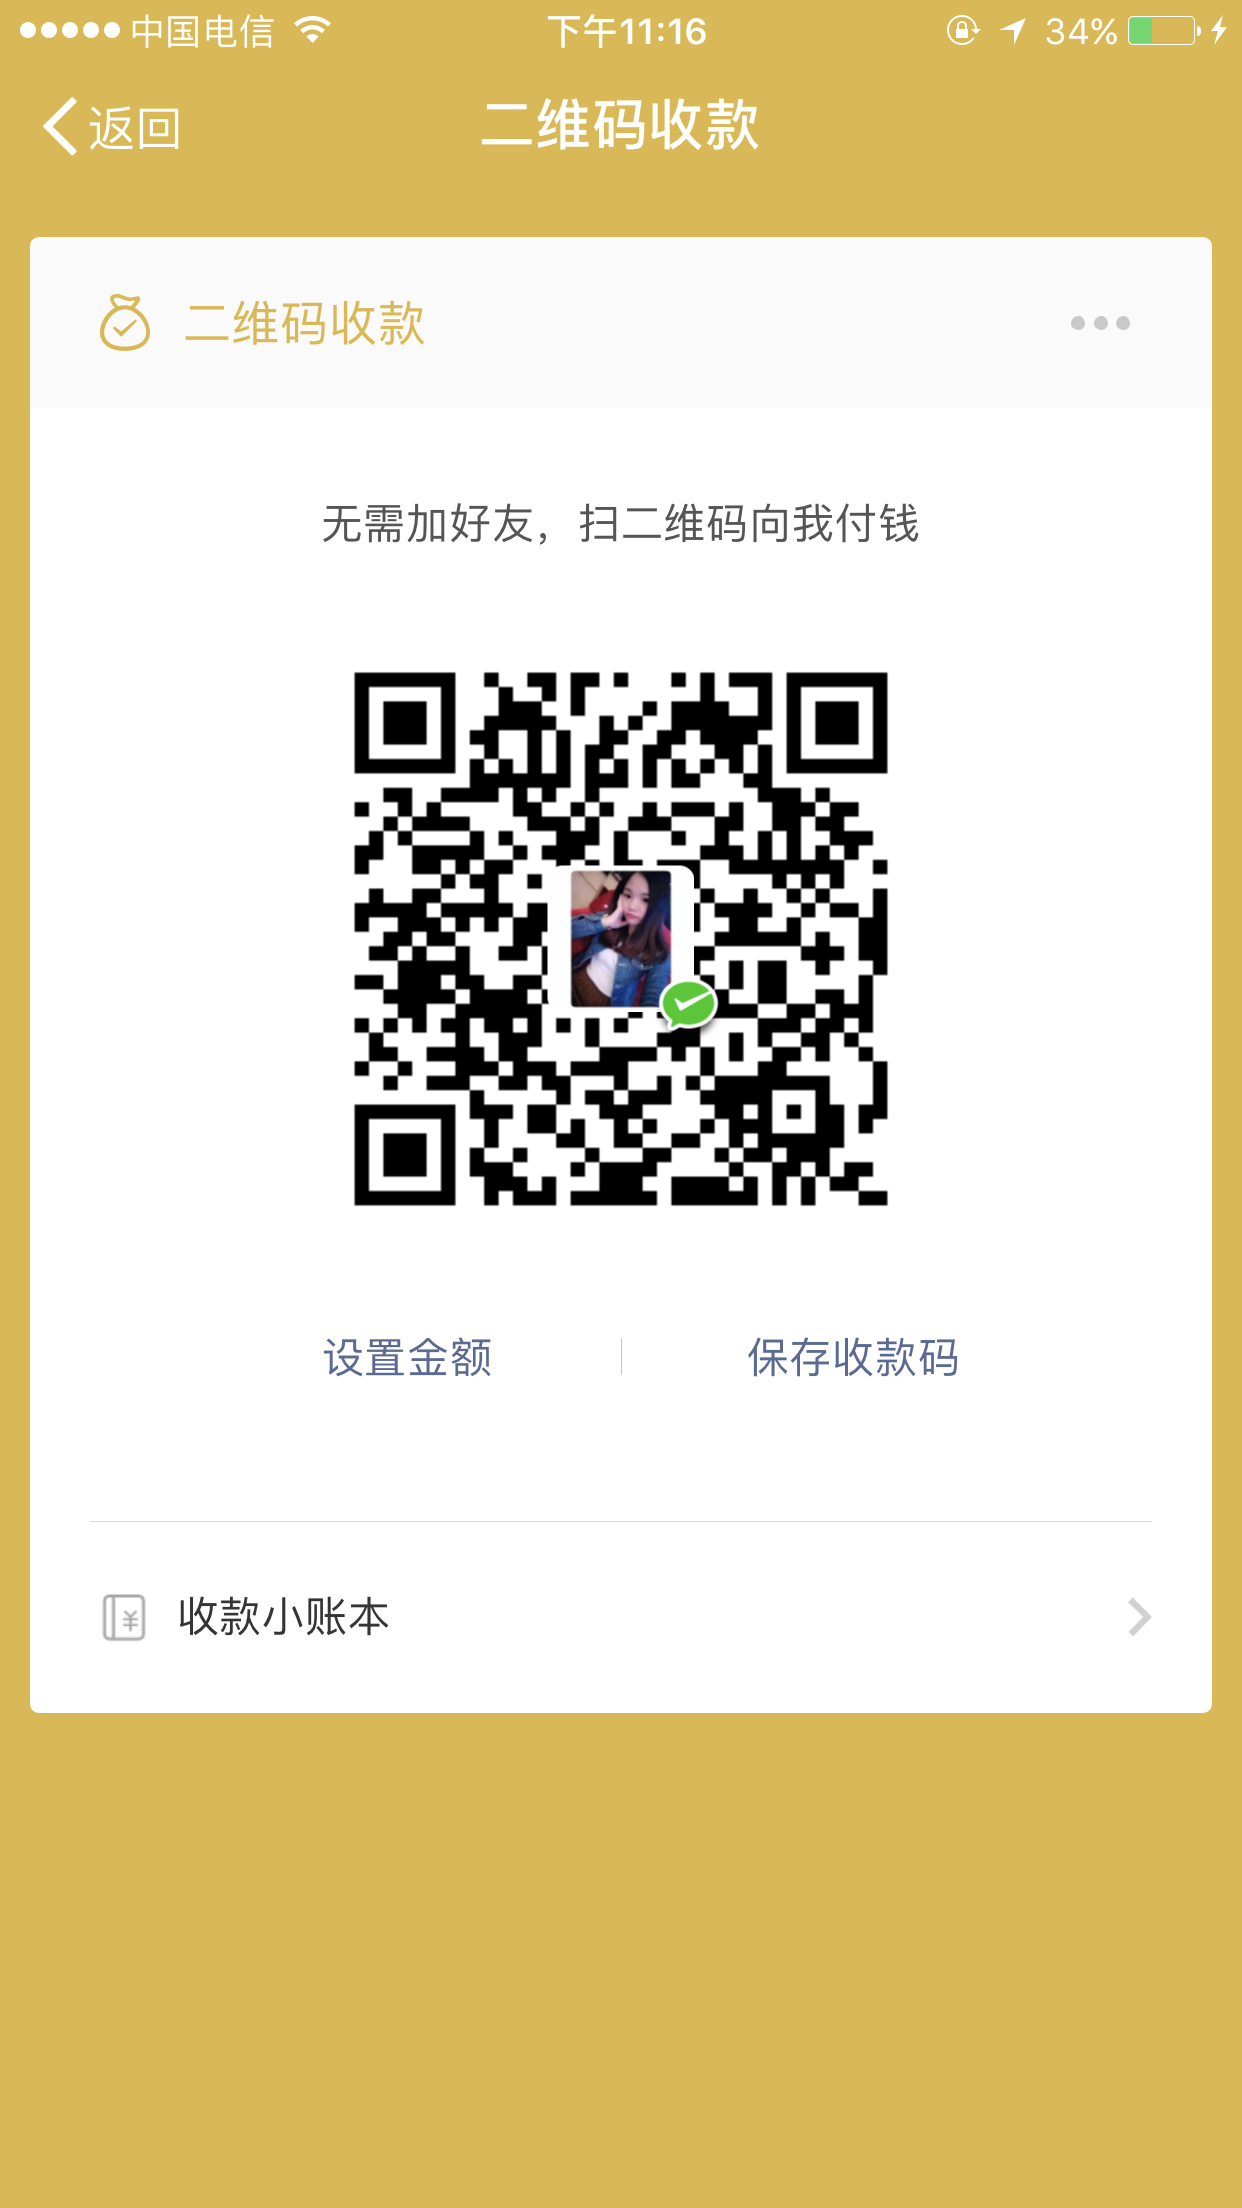 中国电信 下午11:16 34%
返回 二维码收款
二维码收款
无需加好友，扫二维码向我付钱
设置金额 保存收款码
收款小账本